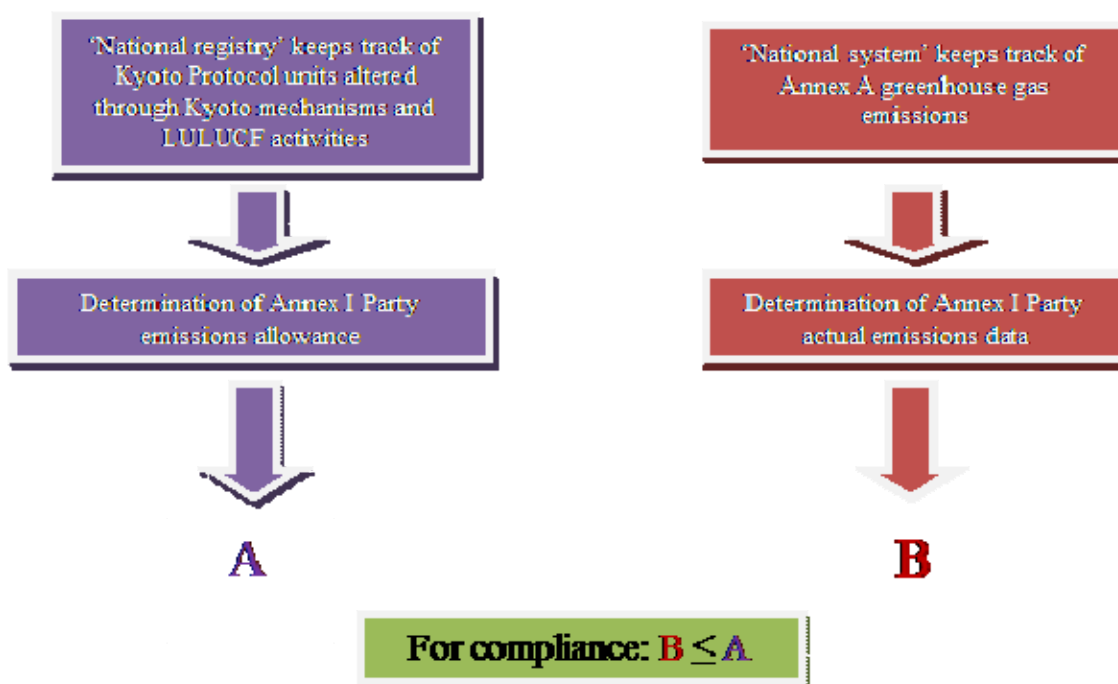 ‘National registry’ keeps track of
Kyoto Protocol units altered
through Kyoto mechanisms and
LULUCF activities
‘National system’ keeps track of
Annex A greenhouse gas
emissions
Determination of Annex I Party
emissions allowance
Determination of Annex I Party
actual emissions data
A
B
For compliance: B ≤ A